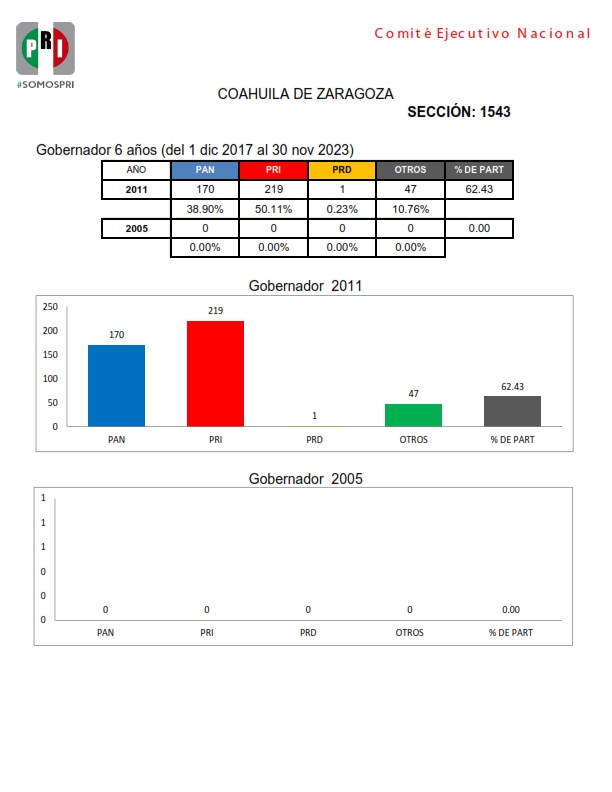 PRI
#SOMOSPRI
Comité Ejecutivo Nacional
COAHUILA DE ZARAGOZA
SECCIÓN: 1543
Gobernador 6 años (del 1 dic 2017 al 30 nov 2023)
AÑO PAN PRI PRD OTROS % DE PART
2011 170 219 1 47 62.43
38.90% 50.11% 0.23% 10.76%
2005 0 0 0 0 0.00
0.00% 0.00% 0.00% 0.00%
Gobernador 2011
250
200
150
100
50
0
170 219 1 47 62.43
PAN PRI PRD OTROS % DE PART
Gobernador 2005
1
1
1
0
0
0
0 0 0 0 0.00
PAN PRI PRD OTROS % DE PART